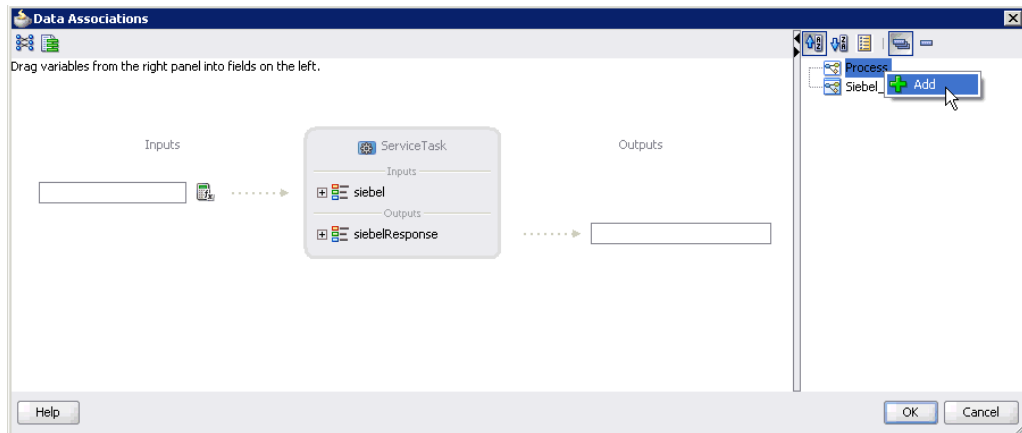 Data Associations
Drag variables from the right panel into fields on the left.
Process
Siebel_
Add
Inputs
ServiceTask
Outputs
Inputs
siebel
Outputs
siebelResponse
Help
OK
Cancel